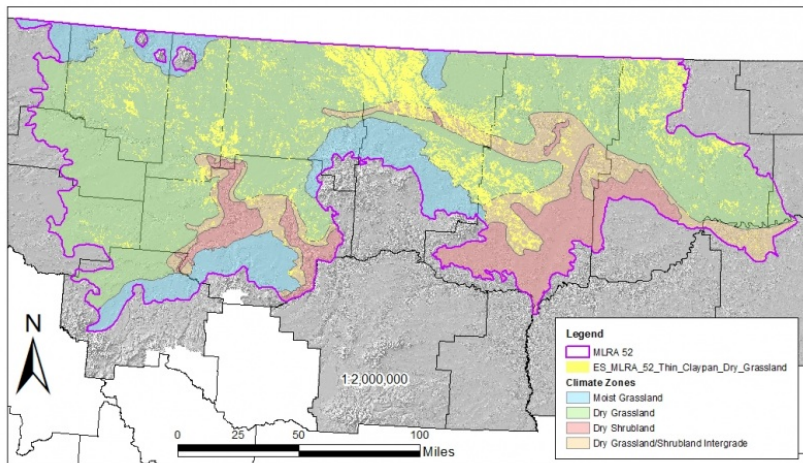 N
1:2,000,000
0 25 50 100
Miles
Legend
MLRA 52
ES_MLRA_52_Thin_Claypan_Dry_Grassland
Climate Zones
Moist Grassland
Dry Grassland
Dry Shrubland
Dry Grassland/Shrubland Intergrade